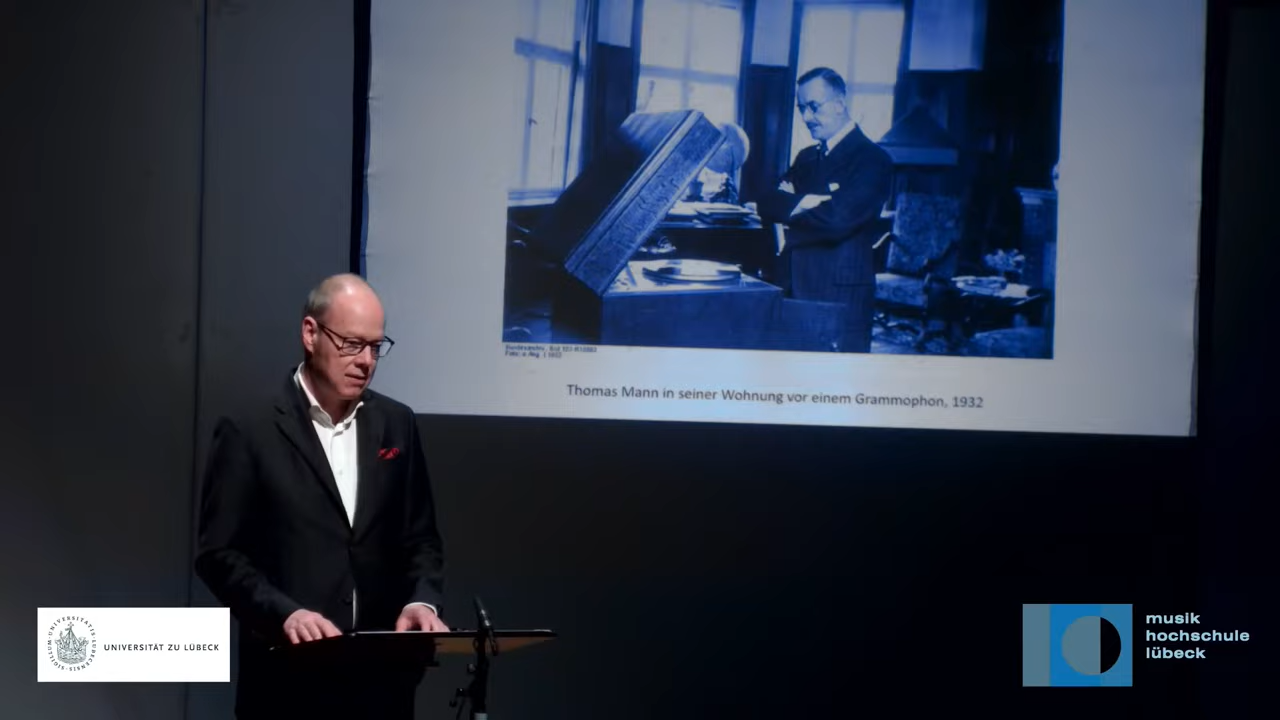 Thomas Mann in seiner Wohnung vor einem Grammophon, 1932
UNIVERSITÄT ZU LÜBECK
musik
hochschule
lübeck